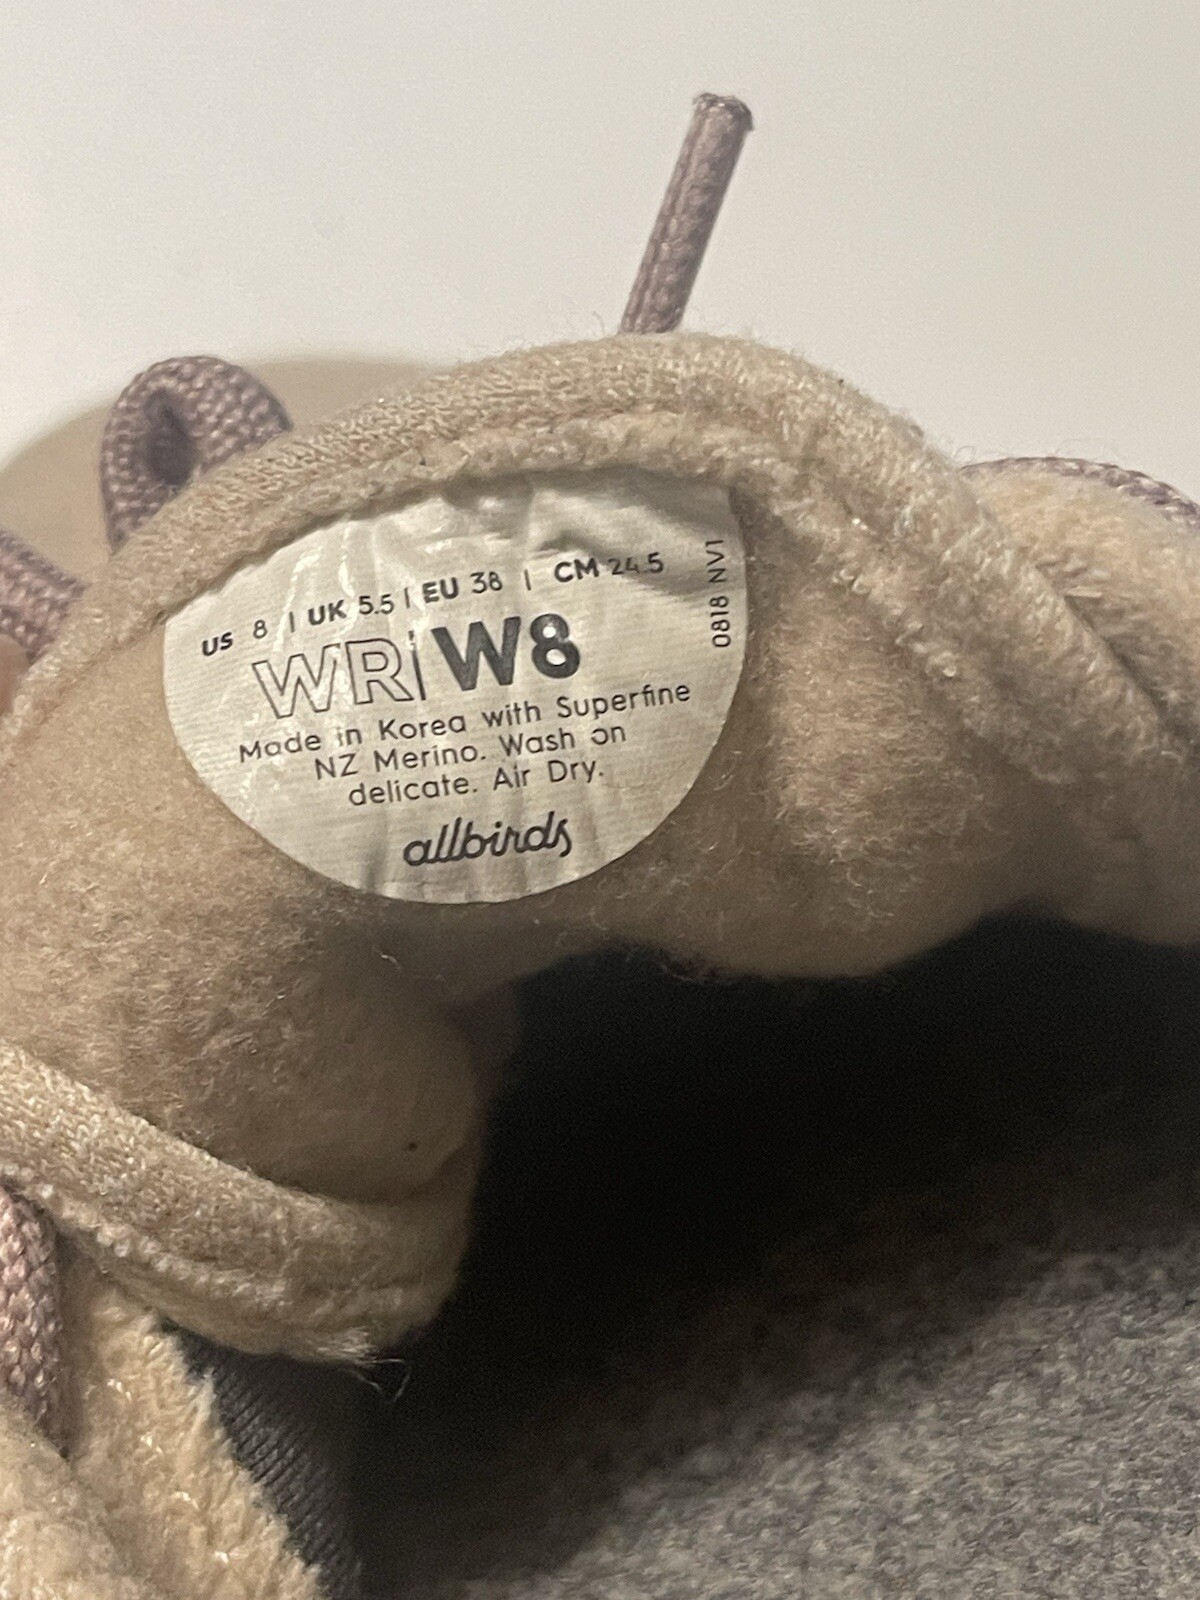 US 8 | UK 5.5 | EU 38 | CM 24.5
WR | W8
Made in Korea with Superfine
NZ Merino. Wash on
delicate. Air Dry.
allbirds
0818 NV1